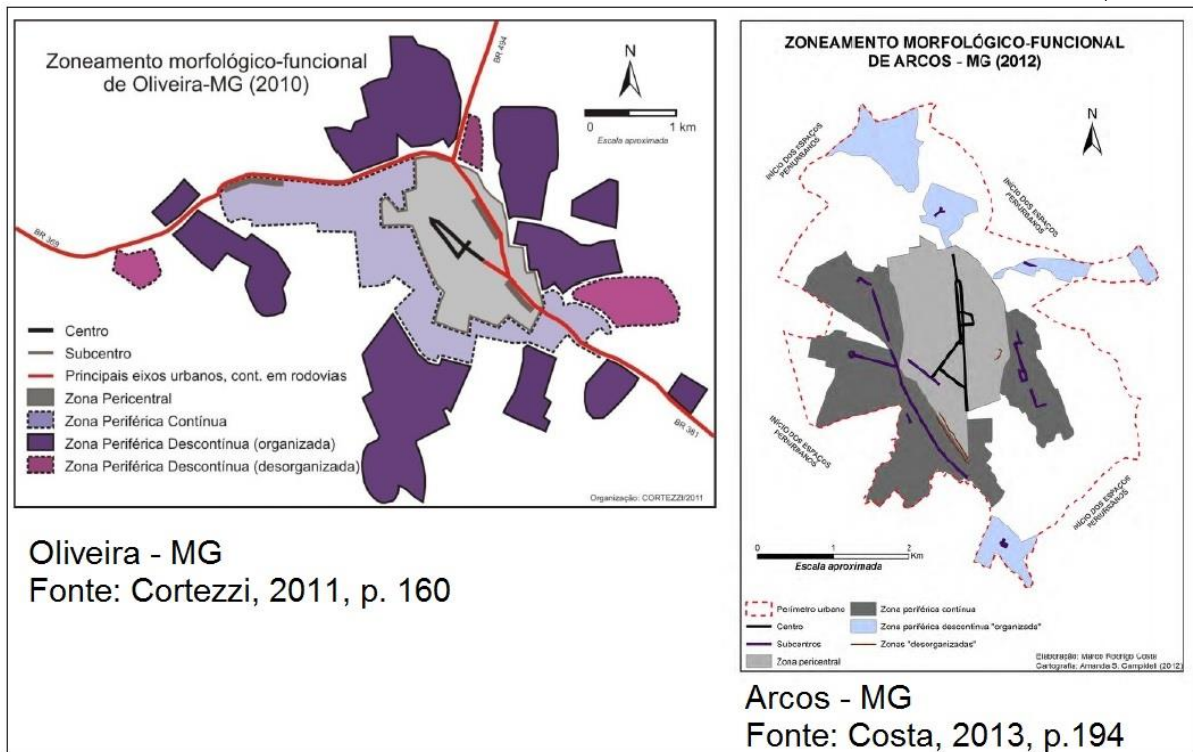 Zoneamento morfológico-funcional
de Oliveira-MG (2010)
BR 494
N
0 1 km
Escala aproximada
BR 369
BR 381
Centro
Subcentro
Principais eixos urbanos, cont. em rodovias
Zona Pericentral
Zona Periférica Contínua
Zona Periférica Descontínua (organizada)
Zona Periférica Descontínua (desorganizada)
Organização: CORTEZZI/2011
Oliveira - MG
Fonte: Cortezzi, 2011, p. 160
ZONEAMENTO MORFOLÓGICO-FUNCIONAL
DE ARCOS - MG (2012)
N
INÍCIO DOS ESPAÇOS
PERIURBANOS
INÍCIO DOS ESPAÇOS
PERIURBANOS
INÍCIO DOS ESPAÇOS
PERIURBANOS
INÍCIO DOS ESPAÇOS
PERIURBANOS
0 1 2
Km
Escala aproximada
Perímetro urbano
Centro
Subcentros
Zona pericentral
Zona periférica contínua
Zona periférica descontínua "organizada"
Zonas "desorganizadas"
Elaboração: Marco Rodrigo Costa
Cartografia: Amanda S. Campideli (2012)
Arcos - MG
Fonte: Costa, 2013, p.194